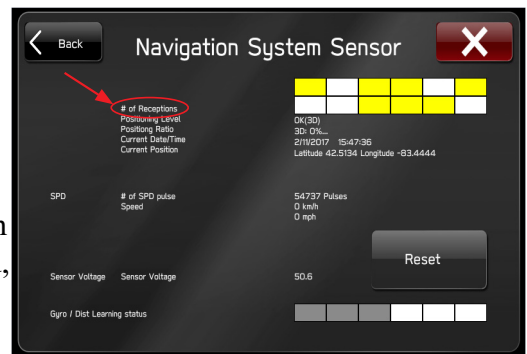 Back
Navigation System Sensor
# of Receptions
Positioning Level OK(3D)
Positiong Ratio 3D: 0%...
Current Date/Time 2/11/2017 15:47:36
Current Position Latitude 42.5134 Longitude -83.4444
SPD # of SPD pulse 54737 Pulses
Speed 0 km/h
0 mph
Reset
Sensor Voltage Sensor Voltage 50.6
Gyro / Dist Learning status